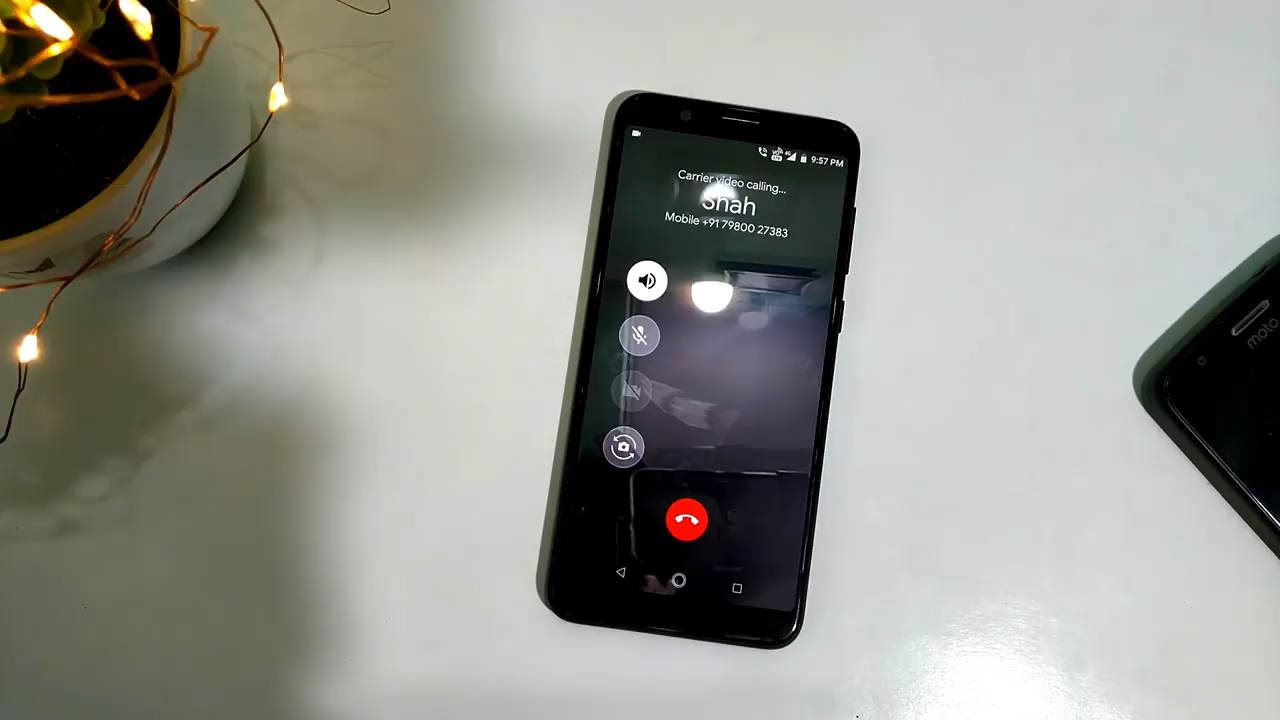 9:57 PM
Carrier video calling...
Shah
Mobile +91 79800 27383
moto